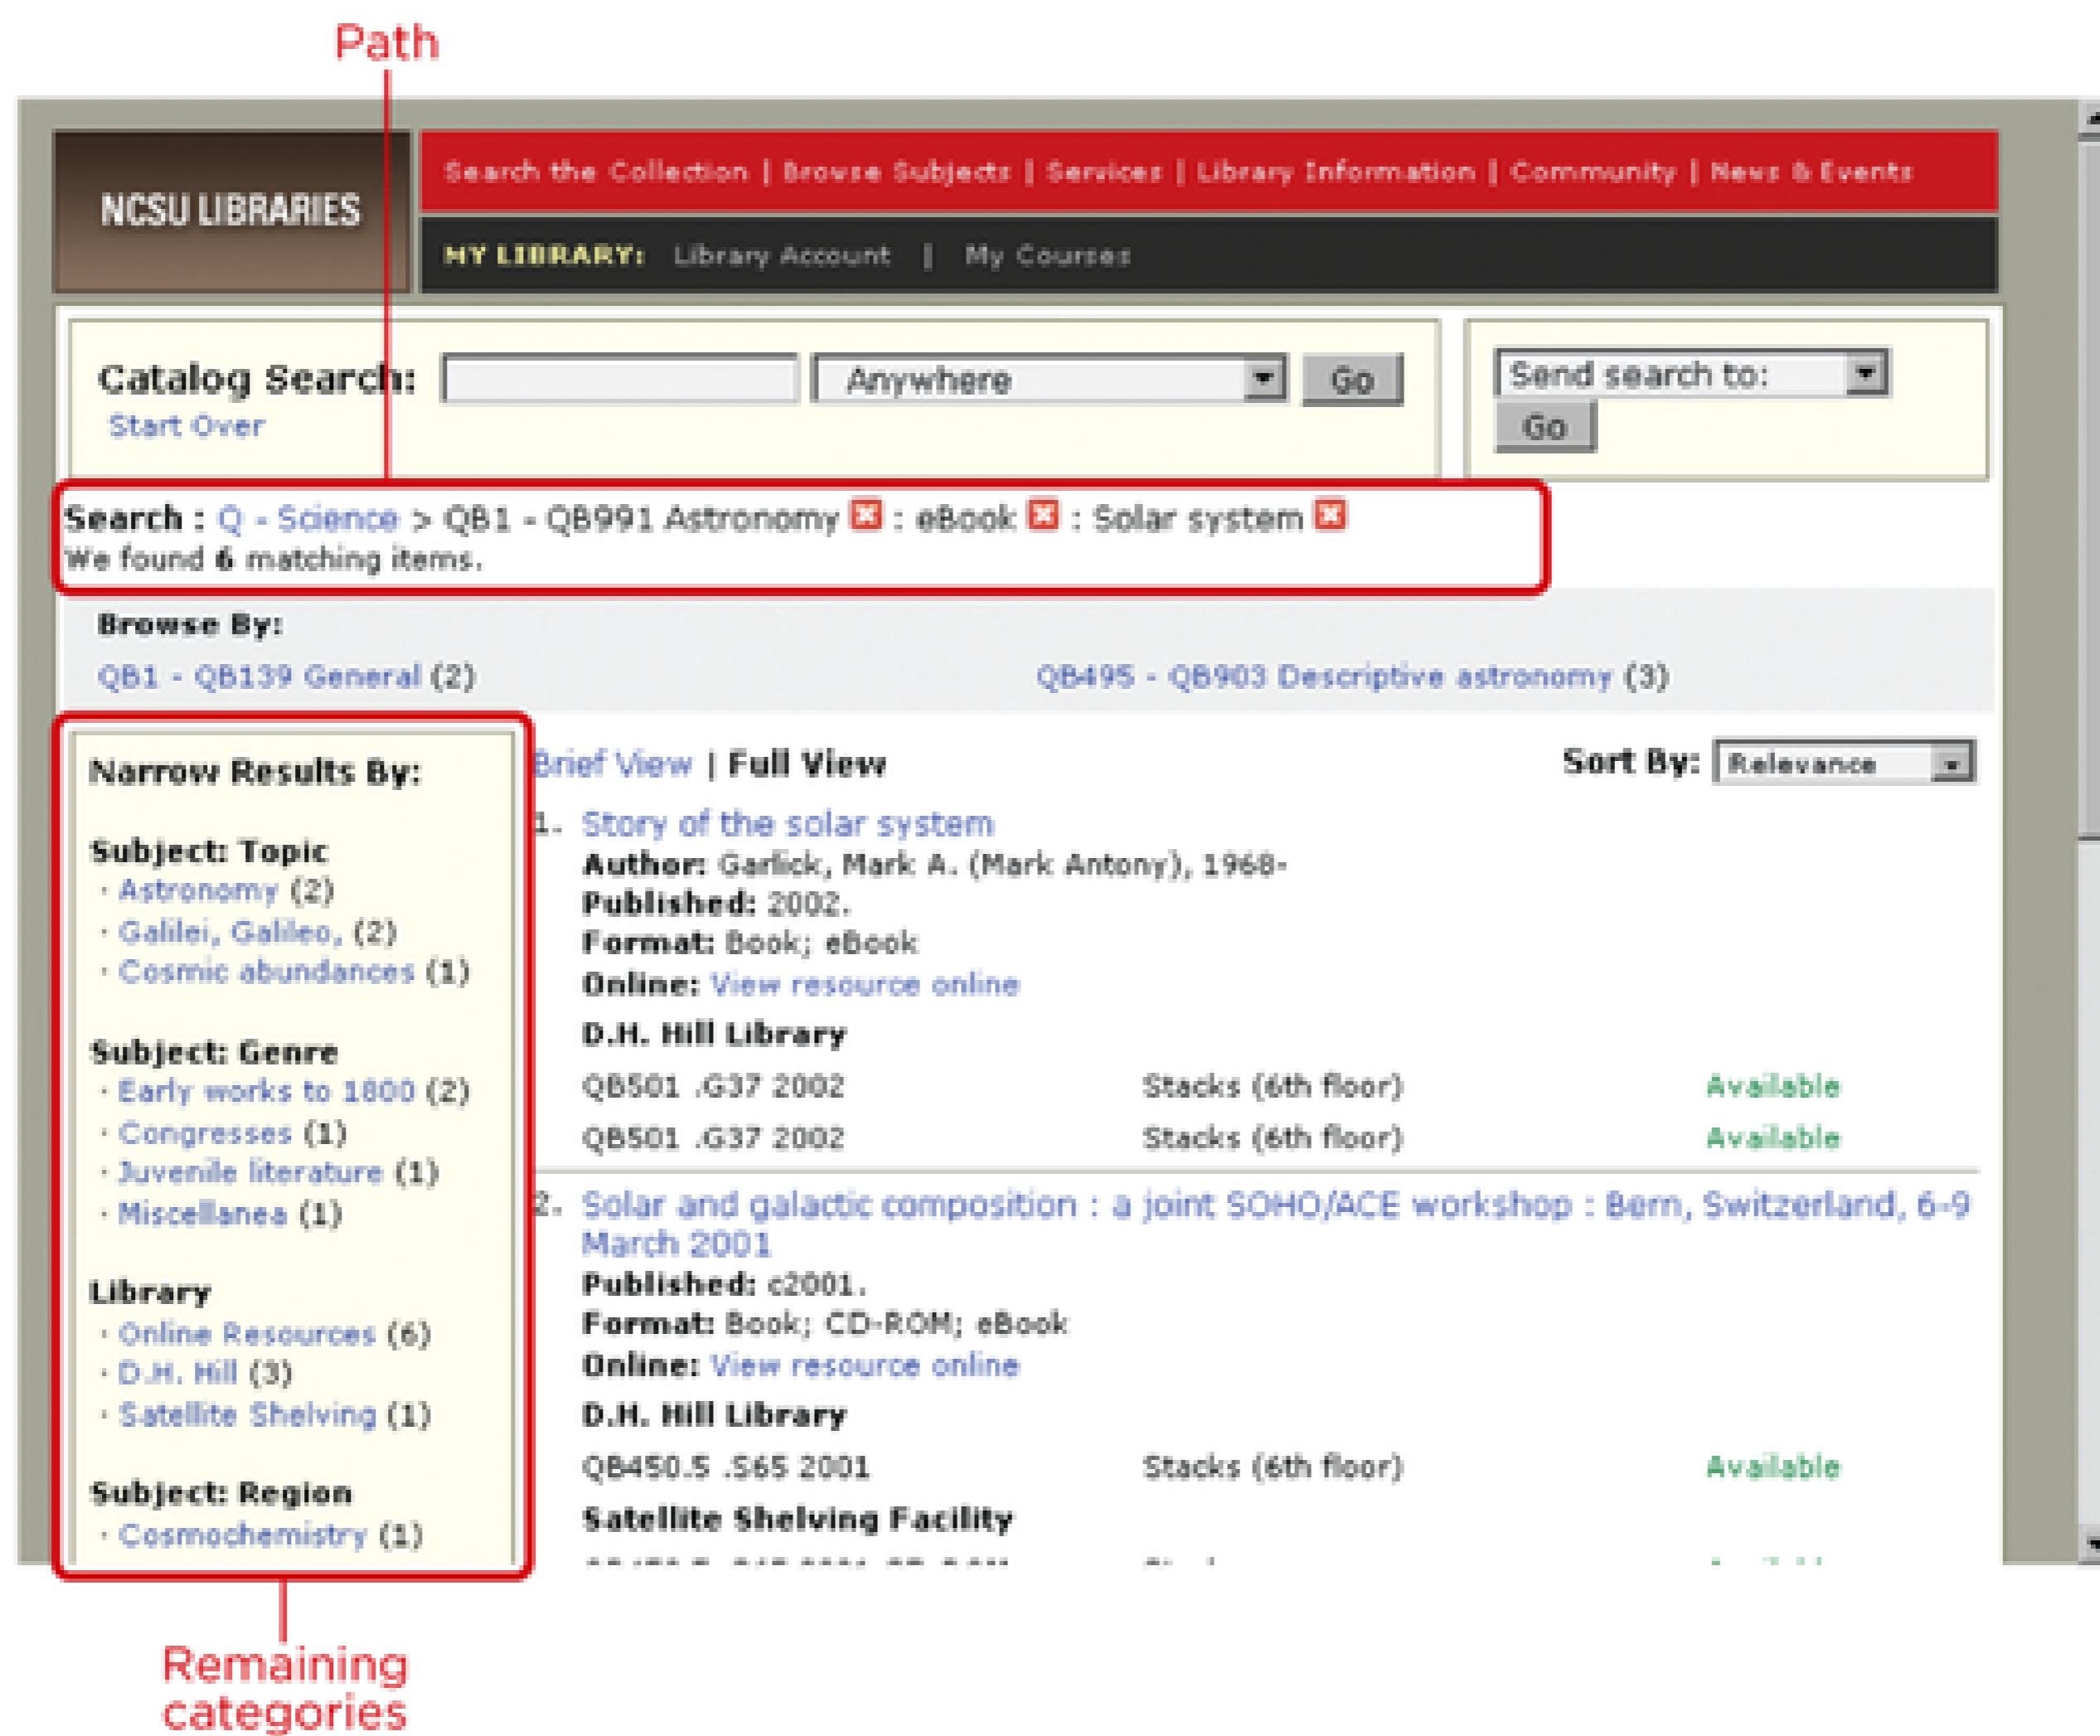 Path
NCSU LIBRARIES
Search the Collection | Browse Subjects | Services | Library Information | Community | News & Events
MY LIBRARY: Library Account | My Courses
Catalog Search: Anywhere Go
Start Over
Send search to:
Go
Search : Q - Science > QB1 - QB991 Astronomy : eBook : Solar system
We found 6 matching items.
Browse By:
QB1 - QB139 General (2) QB495 - QB903 Descriptive astronomy (3)
Narrow Results By:
Subject: Topic
· Astronomy (2)
· Galilei, Galileo, (2)
· Cosmic abundances (1)
Subject: Genre
· Early works to 1800 (2)
· Congresses (1)
· Juvenile literature (1)
· Miscellanea (1)
Library
· Online Resources (6)
· D.H. Hill (3)
· Satellite Shelving (1)
Subject: Region
· Cosmochemistry (1)
Brief View | Full View Sort By: Relevance
1. Story of the solar system
Author: Garlick, Mark A. (Mark Antony), 1968-
Published: 2002.
Format: Book; eBook
Online: View resource online
D.H. Hill Library
QB501 .G37 2002 Stacks (6th floor) Available
QB501 .G37 2002 Stacks (6th floor) Available
2. Solar and galactic composition : a joint SOHO/ACE workshop : Bern, Switzerland, 6-9
March 2001
Published: c2001.
Format: Book; CD-ROM; eBook
Online: View resource online
D.H. Hill Library
QB450.5 .S65 2001 Stacks (6th floor) Available
Satellite Shelving Facility
Remaining
categories